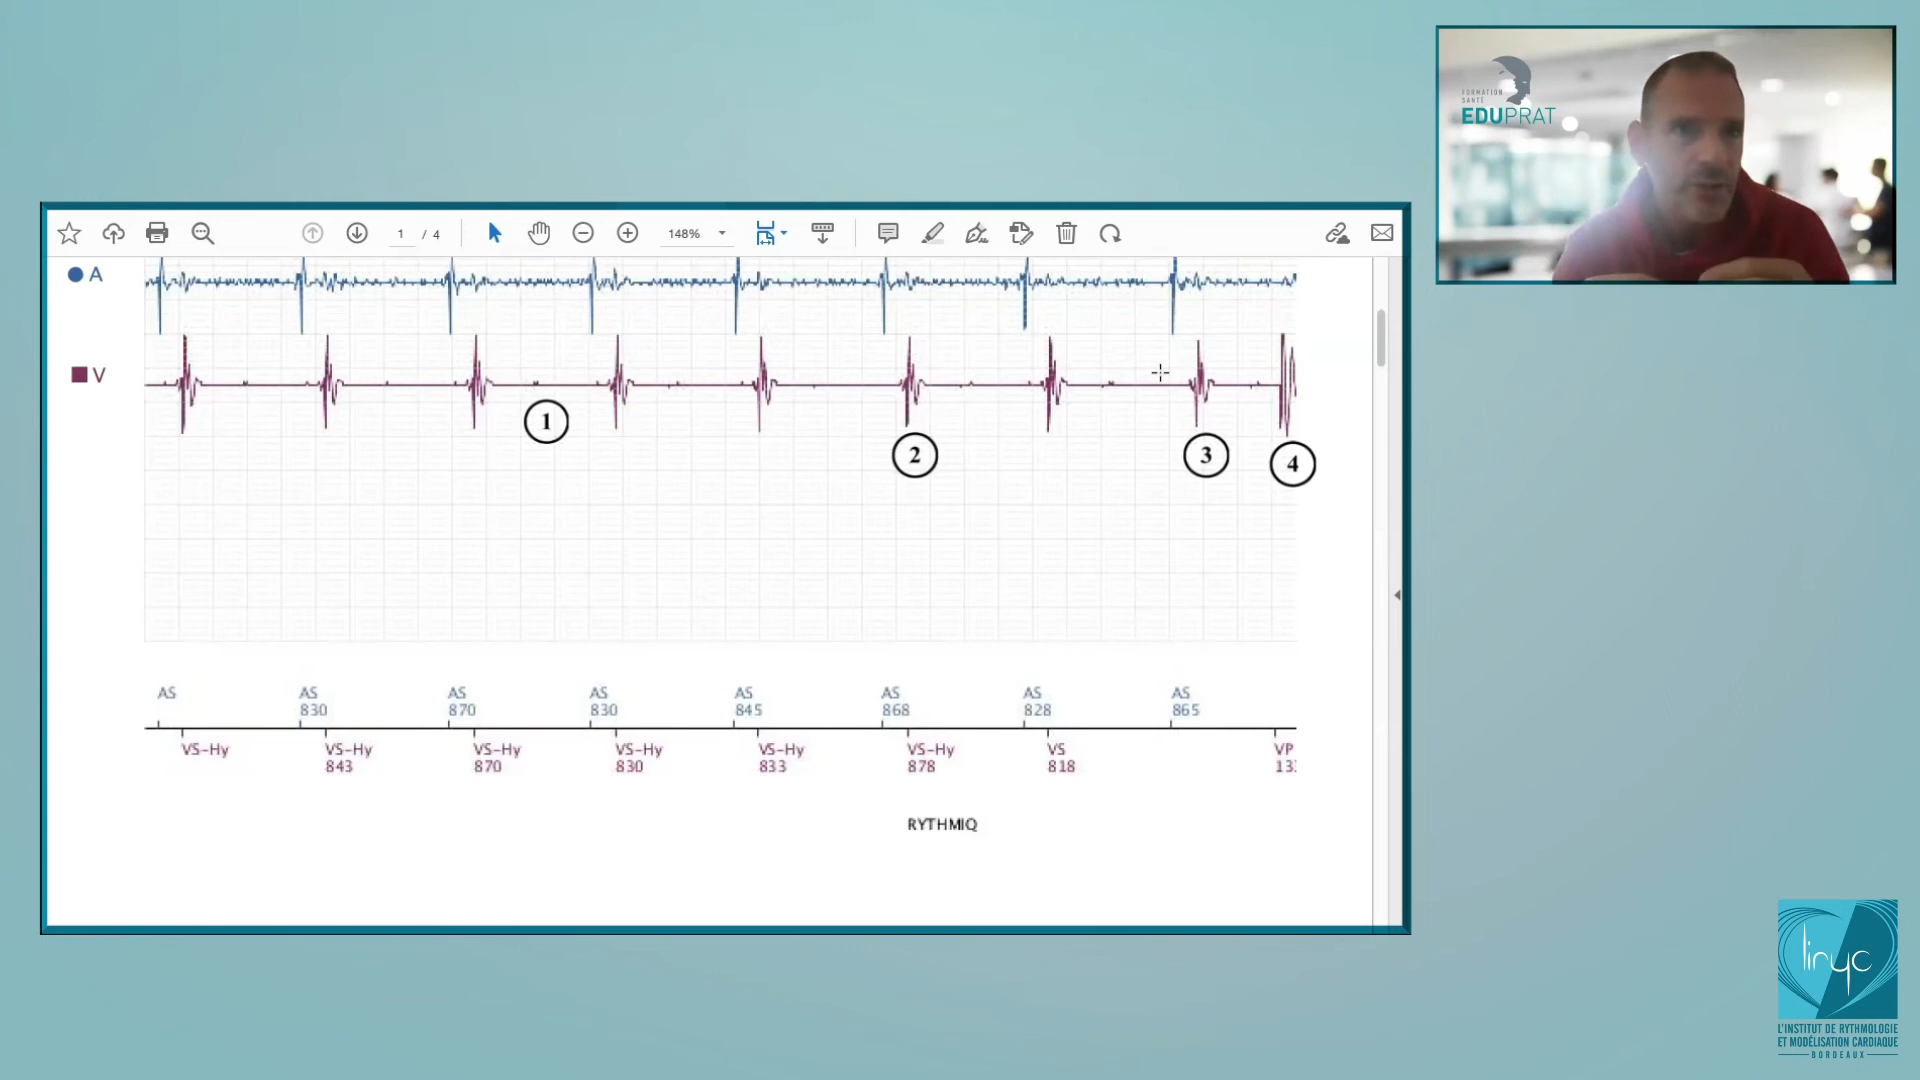 FORMATION
SANTÉ
EDUPRAT
1 / 4
148%
A
V
1
2
3
4
AS AS AS AS AS AS AS AS
830 870 830 845 868 828 865
VS-Hy VS-Hy VS-Hy VS-Hy VS-Hy VS-Hy VS VP
843 870 830 833 878 818
RYTHMIQ
liryc
L'INSTITUT DE RYTHMOLOGIE
ET MODÉLISATION CARDIAQUE
BORDEAUX